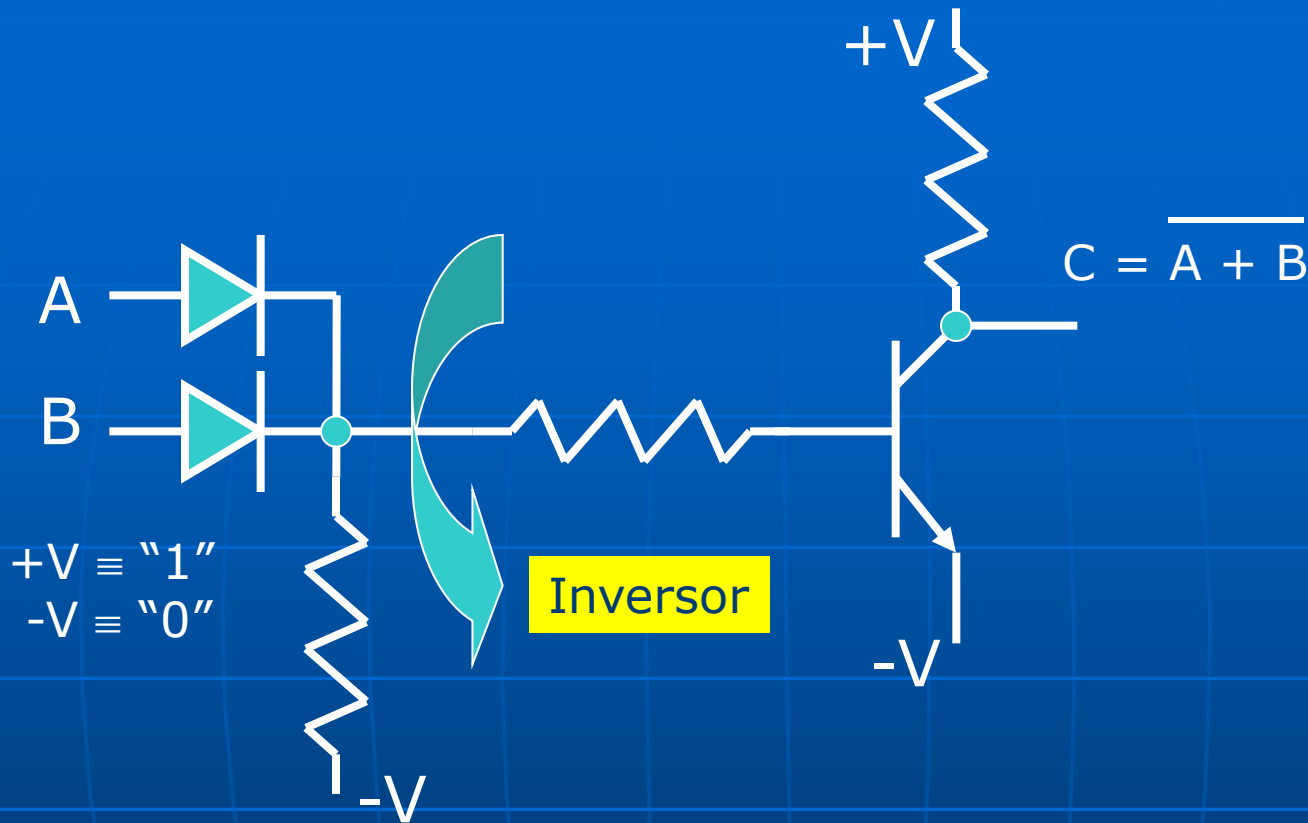 +V
C = A + B
A
B
+V ≡ “1”
-V ≡ “0”
Inversor
-V
-V